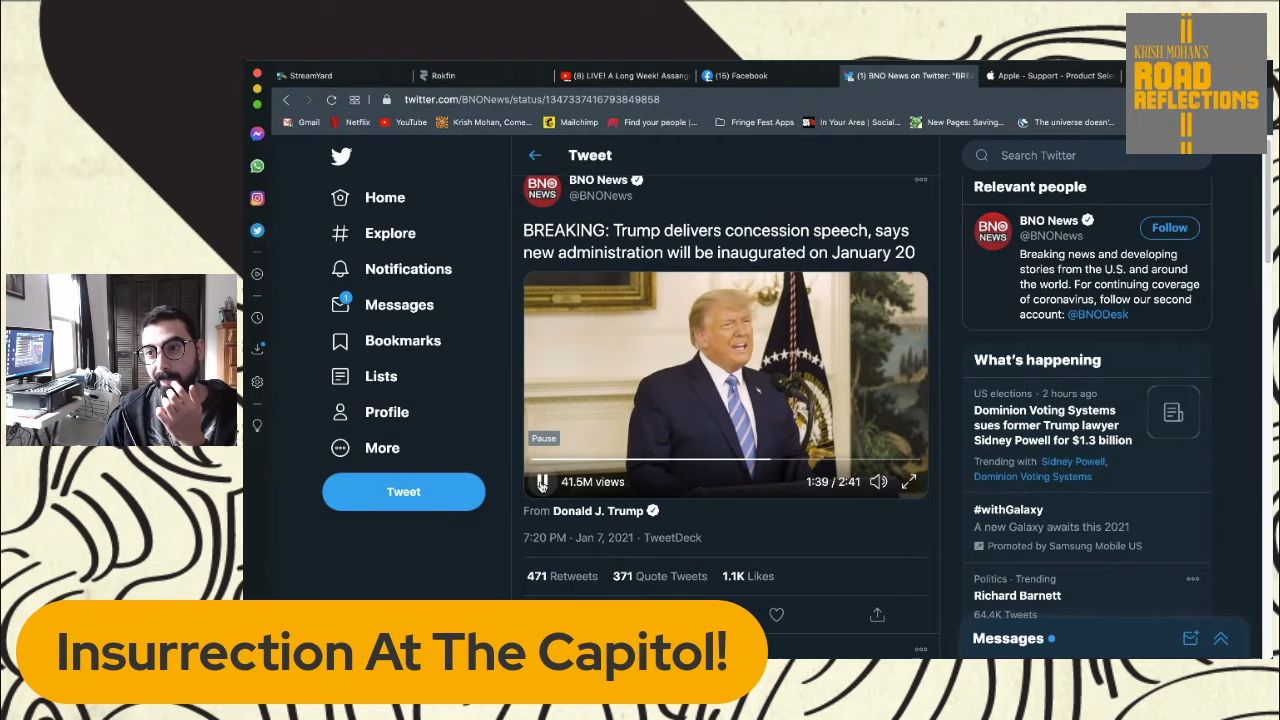 StreamYard
Rokfin
(8) LIVE! A Long Week! Assang
(15) Facebook
(1) BNO News on Twitter: "BRE
Apple - Support - Product Sele
twitter.com/BNONews/status/1347337416793849858
Gmail
Netflix
YouTube
Krish Mohan, Come...
Mailchimp
Find your people |...
Fringe Fest Apps
In Your Area | Social...
New Pages: Saving...
The universe doesn'...
KRISH MOHAN'S
ROAD
REFLECTIONS
Home
Explore
Notifications
1
Messages
Bookmarks
Lists
Profile
More
Tweet
Tweet
BNO
NEWS
BNO News
@BNONews
BREAKING: Trump delivers concession speech, says
new administration will be inaugurated on January 20
Pause
41.5M views
1:39 / 2:41
From Donald J. Trump
7:20 PM · Jan 7, 2021 · TweetDeck
471 Retweets 371 Quote Tweets 1.1K Likes
Search Twitter
Relevant people
BNO
NEWS
BNO News
@BNONews
Follow
Breaking news and developing
stories from the U.S. and around
the world. For continuing coverage
of coronavirus, follow our second
account: @BNODesk
What's happening
US elections · 2 hours ago
Dominion Voting Systems
sues former Trump lawyer
Sidney Powell for $1.3 billion
Trending with Sidney Powell,
Dominion Voting Systems
#withGalaxy
A new Galaxy awaits this 2021
Promoted by Samsung Mobile US
Politics · Trending
Richard Barnett
64.4K Tweets
Messages
Insurrection At The Capitol!